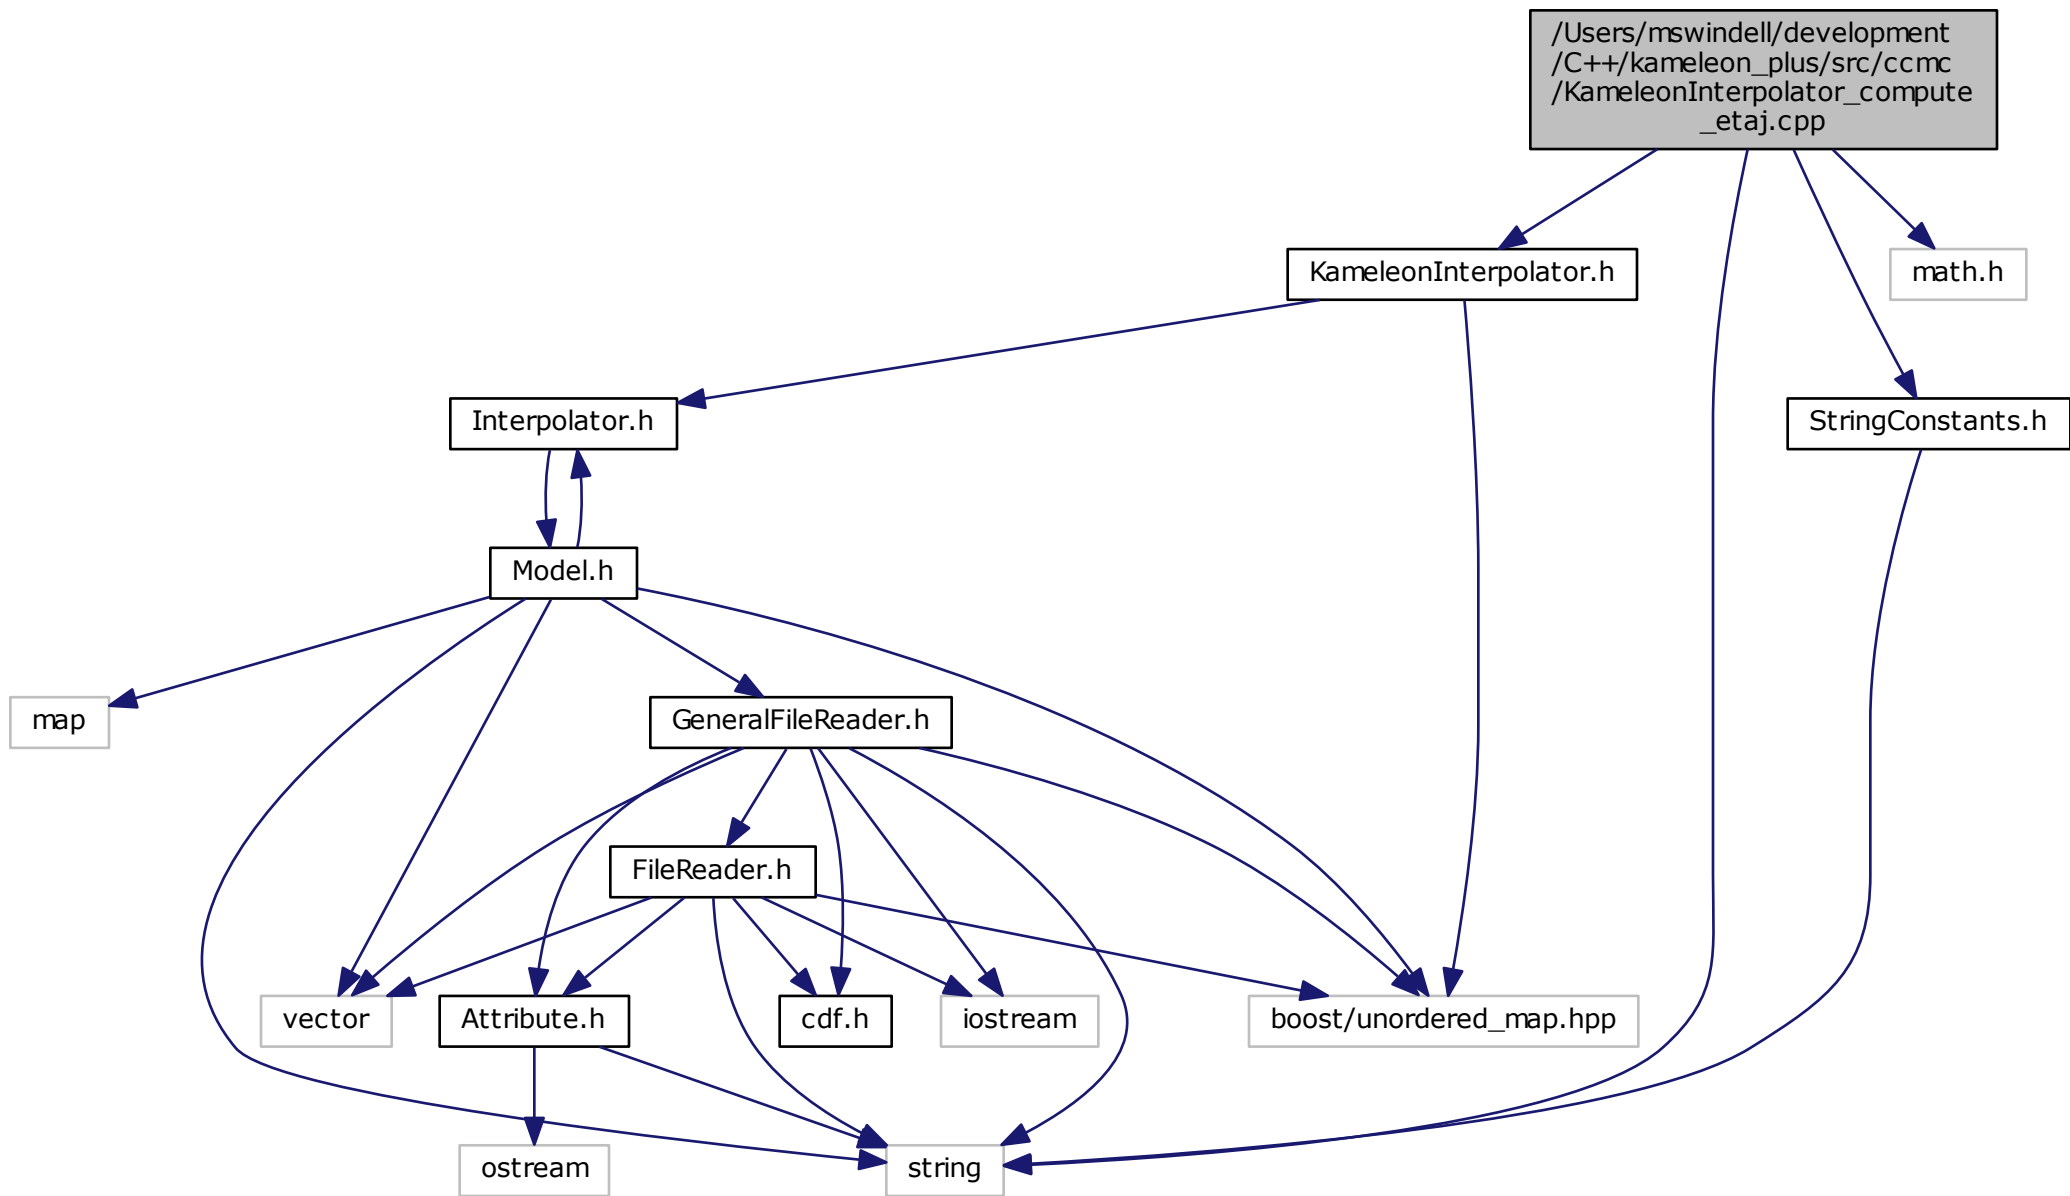 /Users/mswindell/development
/C++/kameleon_plus/src/ccmc
/KameleonInterpolator_compute
_etaj.cpp
KameleonInterpolator.h
math.h
Interpolator.h
StringConstants.h
Model.h
map
GeneralFileReader.h
FileReader.h
vector
Attribute.h
cdf.h
iostream
boost/unordered_map.hpp
ostream
string